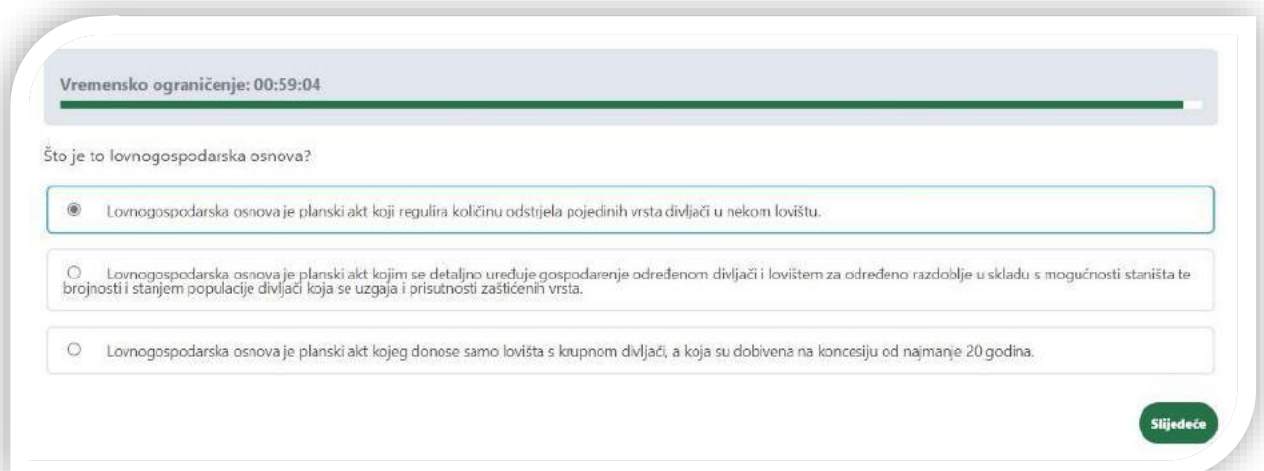 Vremensko ograničenje: 00:59:04
Što je to lovnogospodarska osnova?
Lovnogospodarska osnova je planski akt koji regulira količinu odstrjela pojedinih vrsta divljači u nekom lovištu.
Lovnogospodarska osnova je planski akt kojim se detaljno uređuje gospodarenje određenom divljači i lovištem za određeno razdoblje u skladu s mogućnosti staništa te
brojnosti i stanjem populacije divljači koja se uzgaja i prisutnosti zaštićenih vrsta.
Lovnogospodarska osnova je planski akt kojeg donose samo lovišta s krupnom divljači, a koja su dobivena na koncesiju od najmanje 20 godina.
Slijedeće